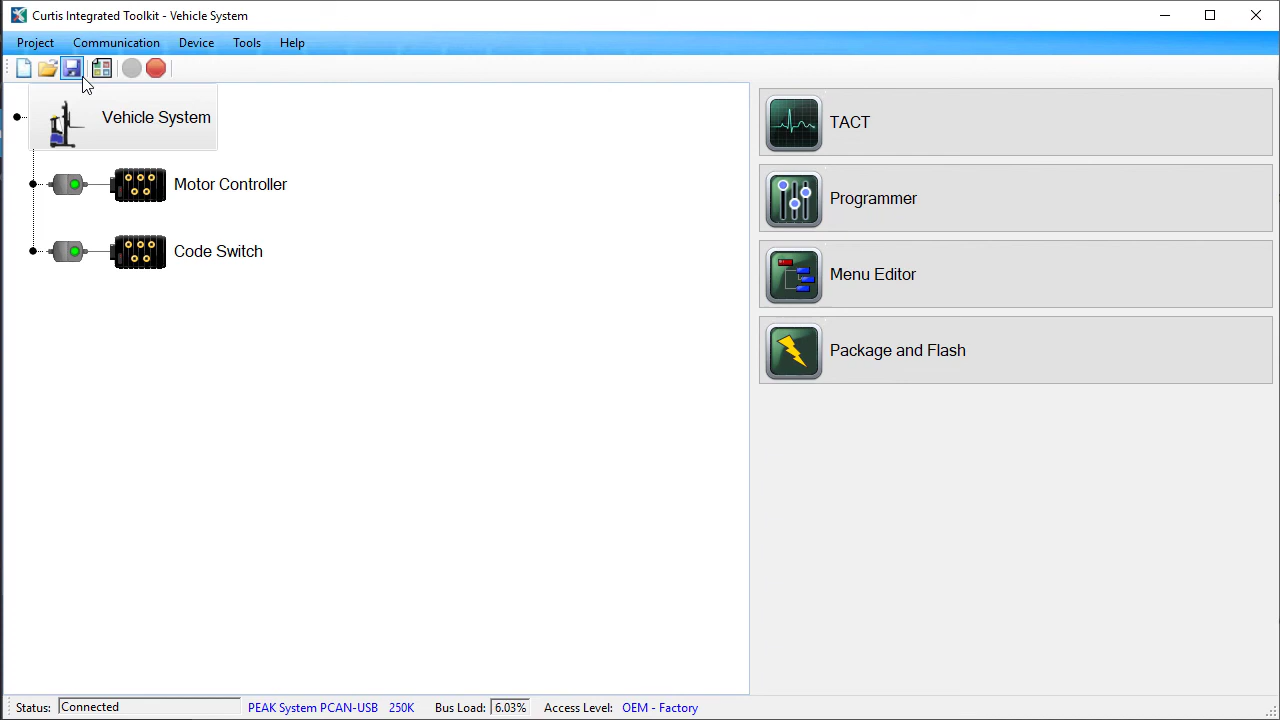 Curtis Integrated Toolkit - Vehicle System
Project Communication Device Tools Help
Vehicle System
Motor Controller
Code Switch
TACT
Programmer
Menu Editor
Package and Flash
Status: Connected PEAK System PCAN-USB 250K Bus Load: 6.03% Access Level: OEM - Factory